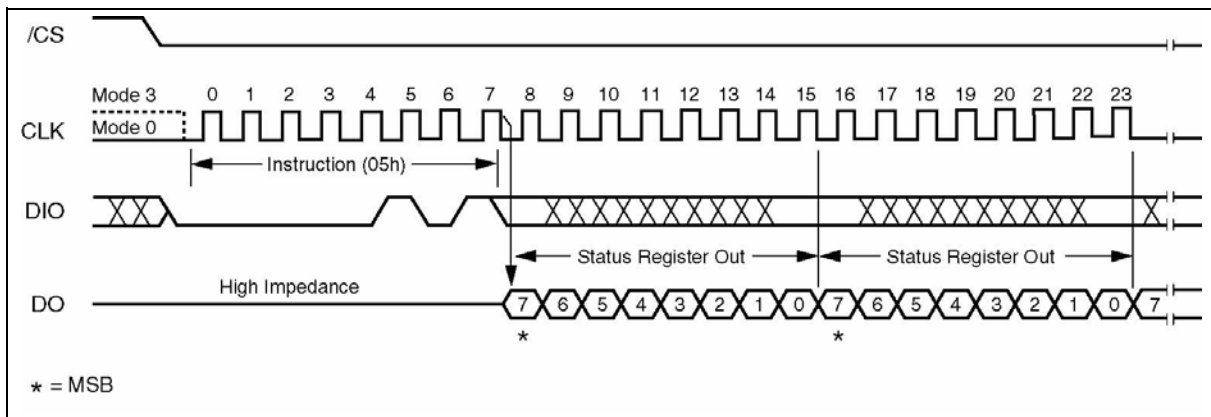 /CS
Mode 3
0 1 2 3 4 5 6 7 8 9 10 11 12 13 14 15 16 17 18 19 20 21 22 23
CLK
Mode 0
Instruction (05h)
DIO
Status Register Out
Status Register Out
High Impedance
DO
7 6 5 4 3 2 1 0 7 6 5 4 3 2 1 0 7
* *
* = MSB